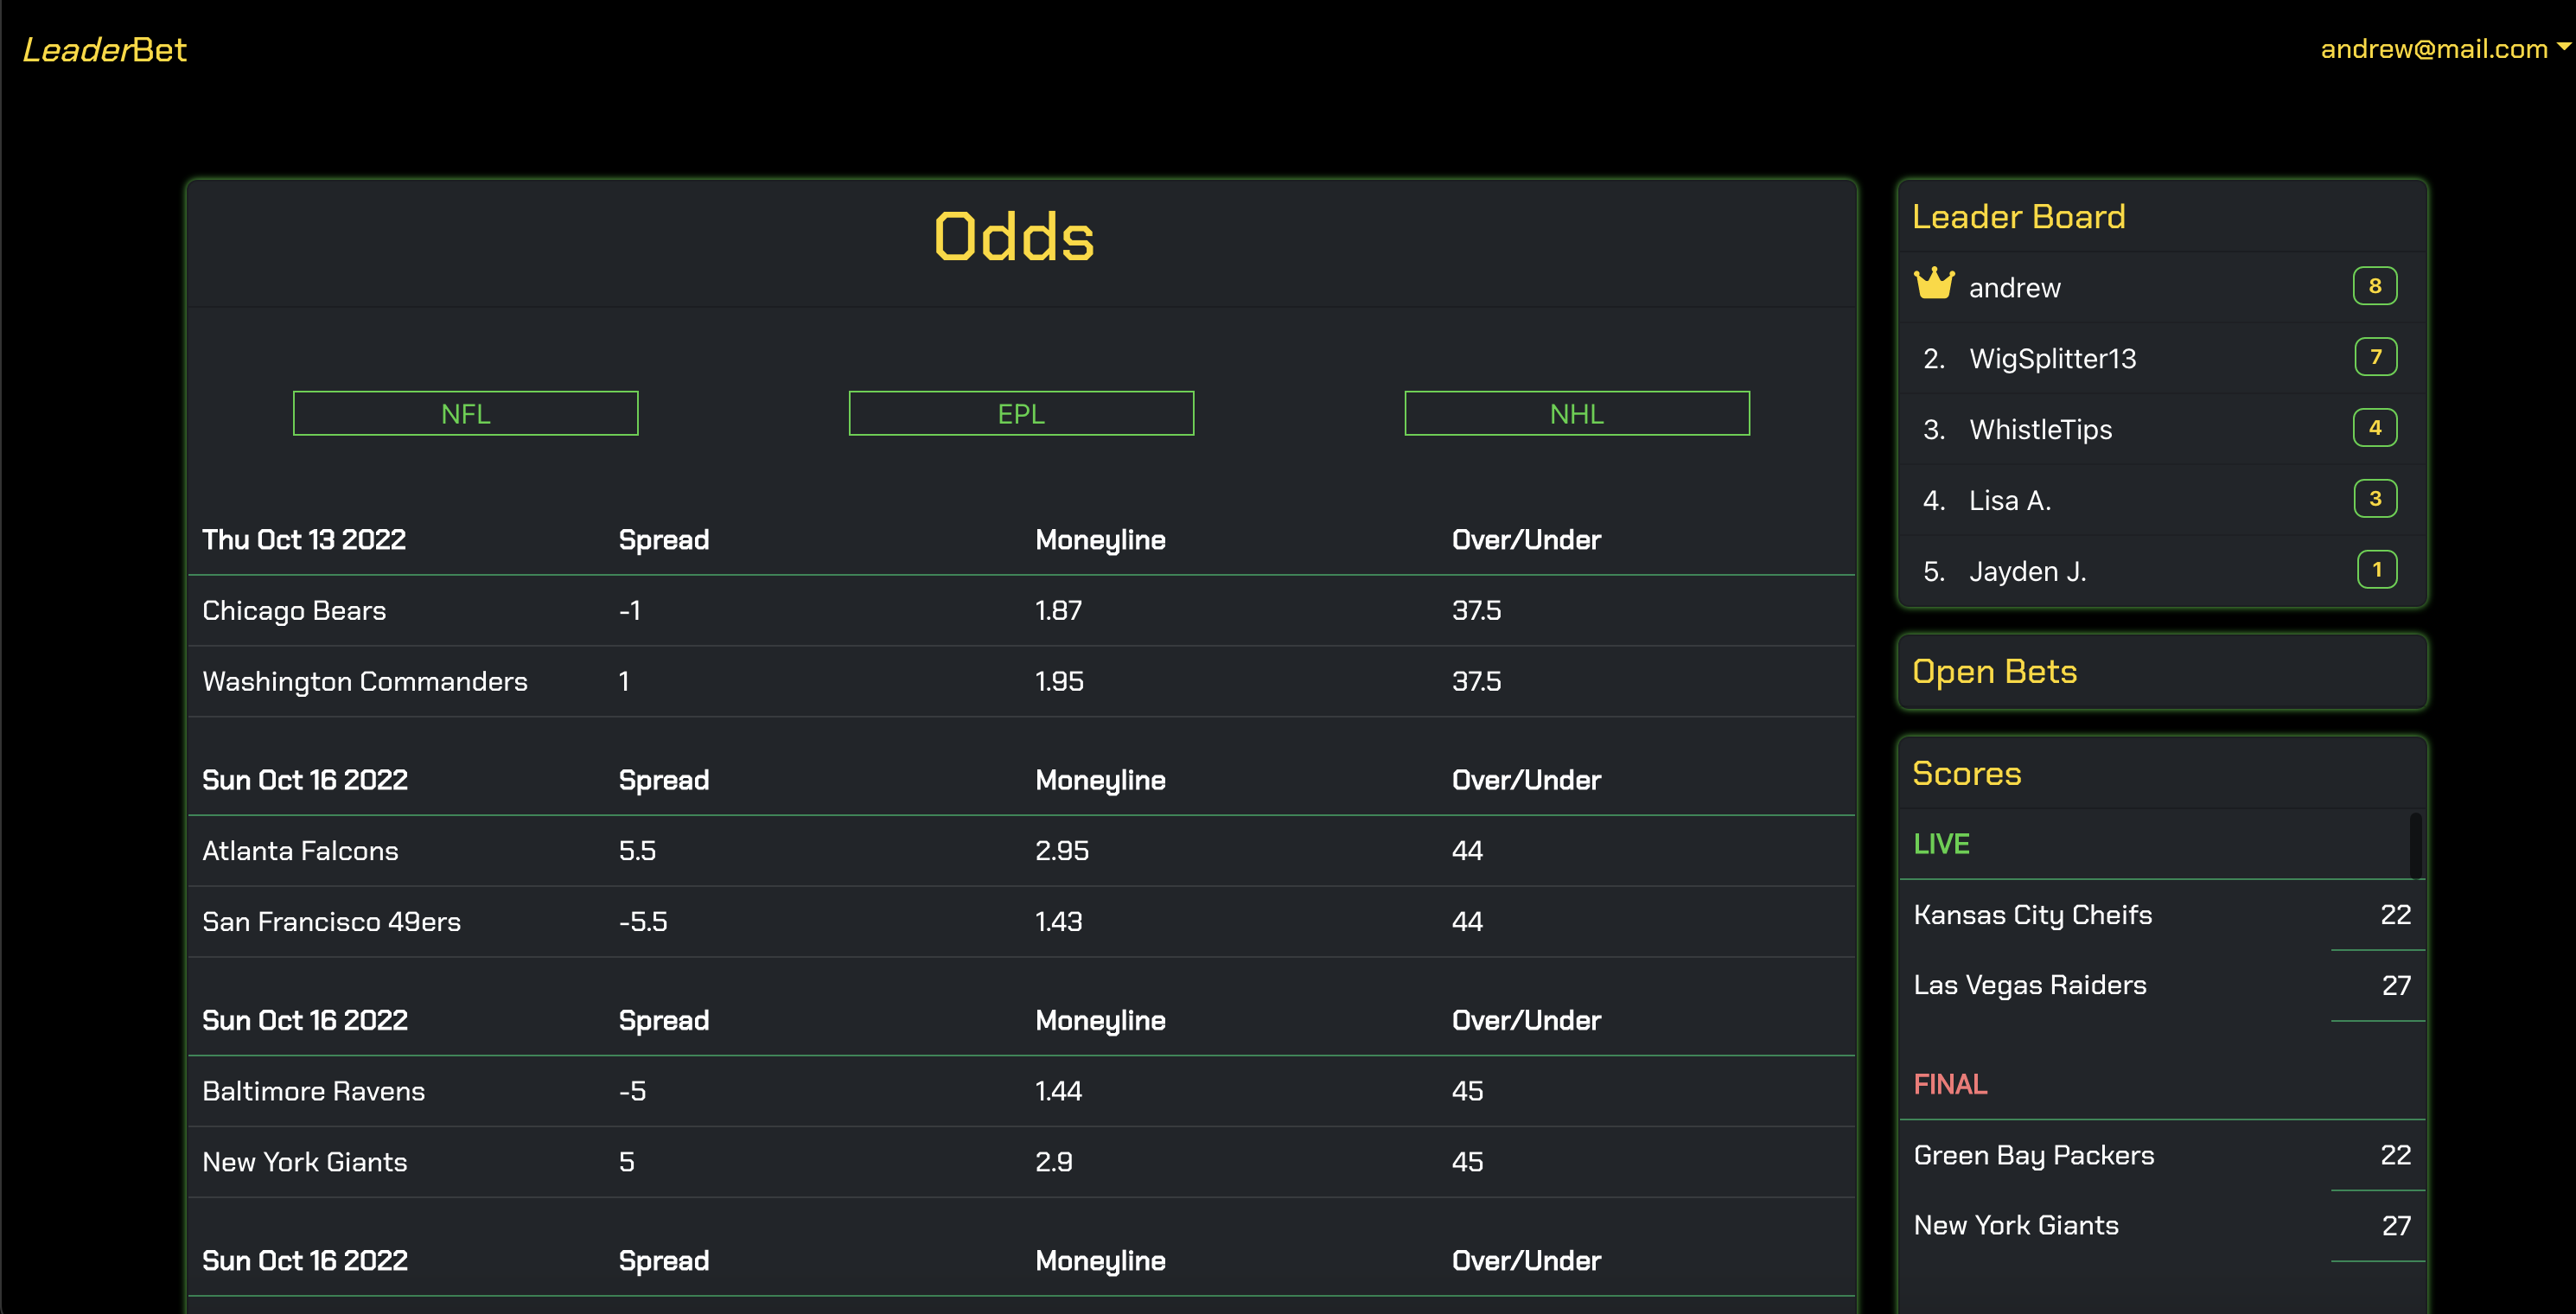 LeaderBet
andrew@mail.com
Odds
NFL EPL NHL
Thu Oct 13 2022 Spread Moneyline Over/Under
Chicago Bears -1 1.87 37.5
Washington Commanders 1 1.95 37.5
Sun Oct 16 2022 Spread Moneyline Over/Under
Atlanta Falcons 5.5 2.95 44
San Francisco 49ers -5.5 1.43 44
Sun Oct 16 2022 Spread Moneyline Over/Under
Baltimore Ravens -5 1.44 45
New York Giants 5 2.9 45
Sun Oct 16 2022 Spread Moneyline Over/Under
Leader Board
andrew 8
2. WigSplitter13 7
3. WhistleTips 4
4. Lisa A. 3
5. Jayden J. 1
Open Bets
Scores
LIVE
Kansas City Cheifs 22
Las Vegas Raiders 27
FINAL
Green Bay Packers 22
New York Giants 27